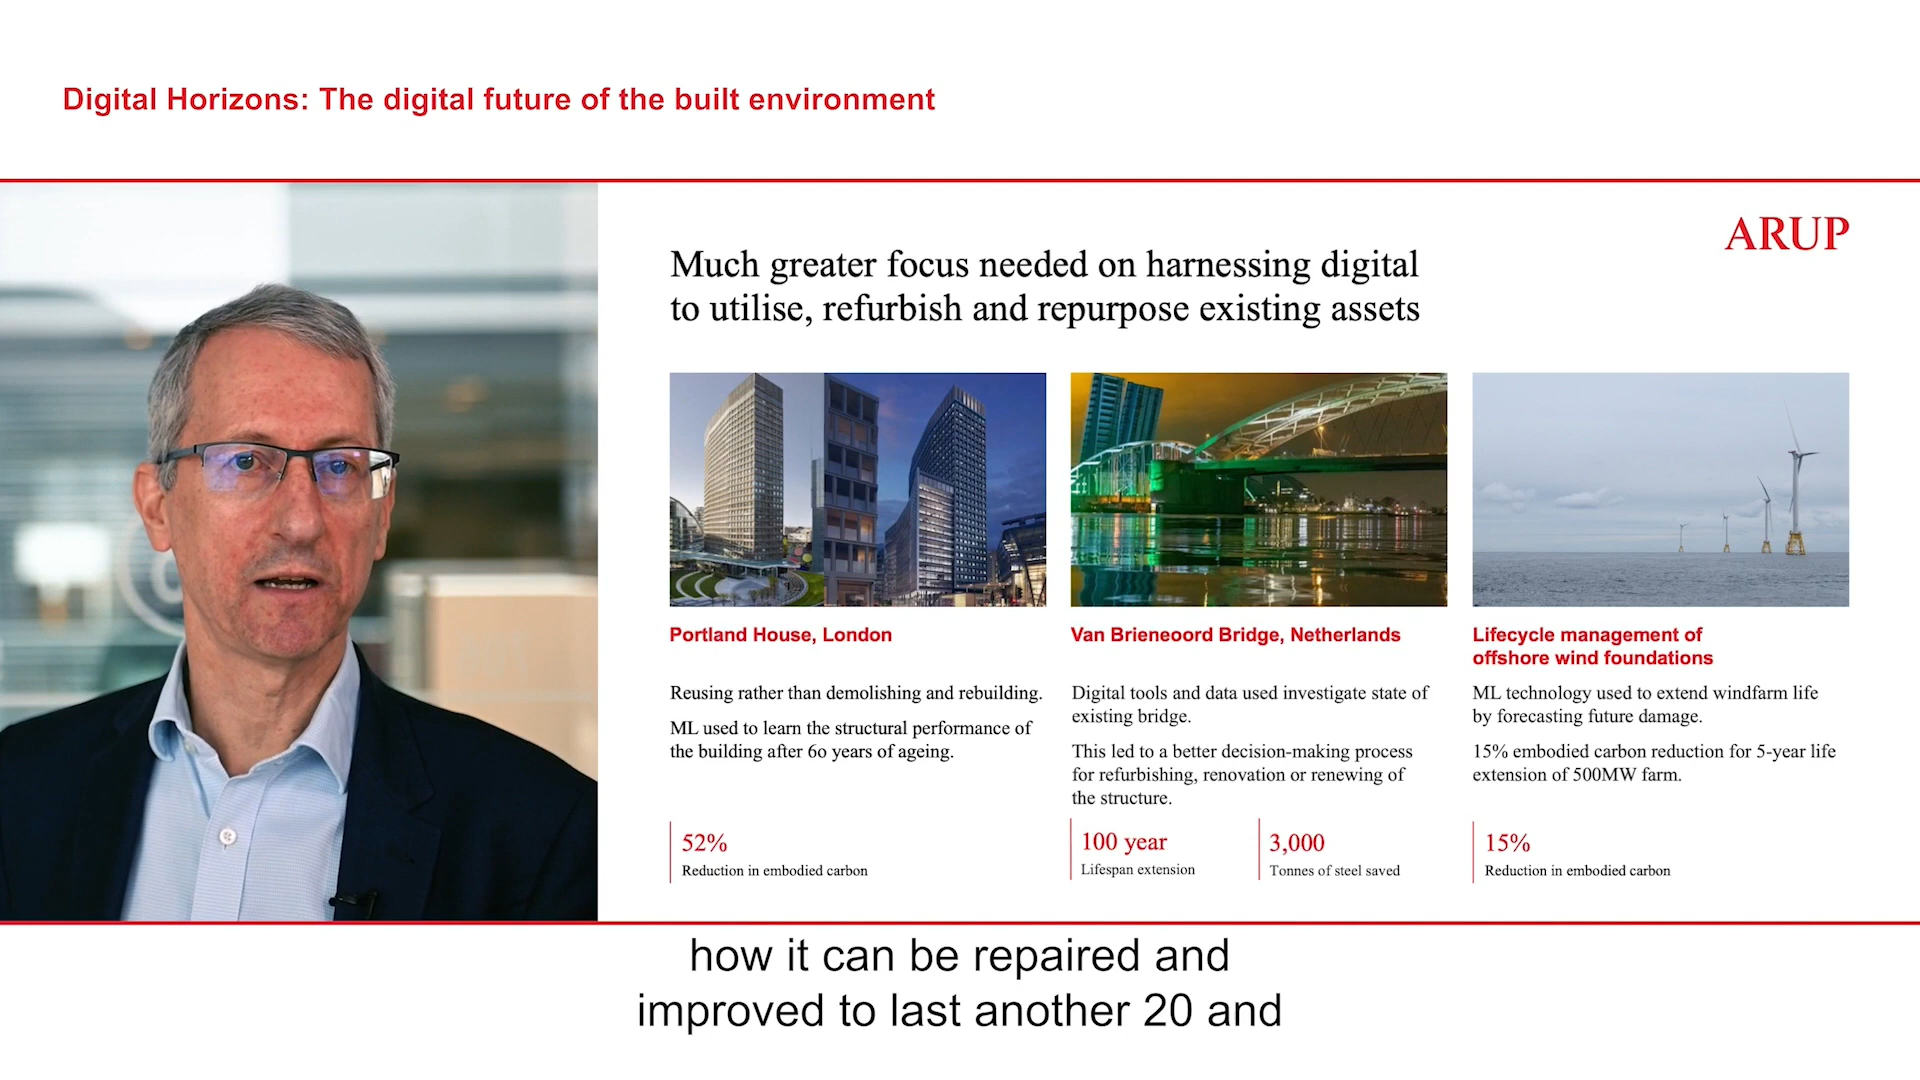 Digital Horizons: The digital future of the built environment
ARUP
Much greater focus needed on harnessing digital
to utilise, refurbish and repurpose existing assets
Portland House, London
Reusing rather than demolishing and rebuilding.
ML used to learn the structural performance of
the building after 60 years of ageing.
52%
Reduction in embodied carbon
Van Brieneoord Bridge, Netherlands
Digital tools and data used investigate state of
existing bridge.
This led to a better decision-making process
for refurbishing, renovation or renewing of
the structure.
100 year
Lifespan extension
3,000
Tonnes of steel saved
Lifecycle management of
offshore wind foundations
ML technology used to extend windfarm life
by forecasting future damage.
15% embodied carbon reduction for 5-year life
extension of 500MW farm.
15%
Reduction in embodied carbon
how it can be repaired and
improved to last another 20 and